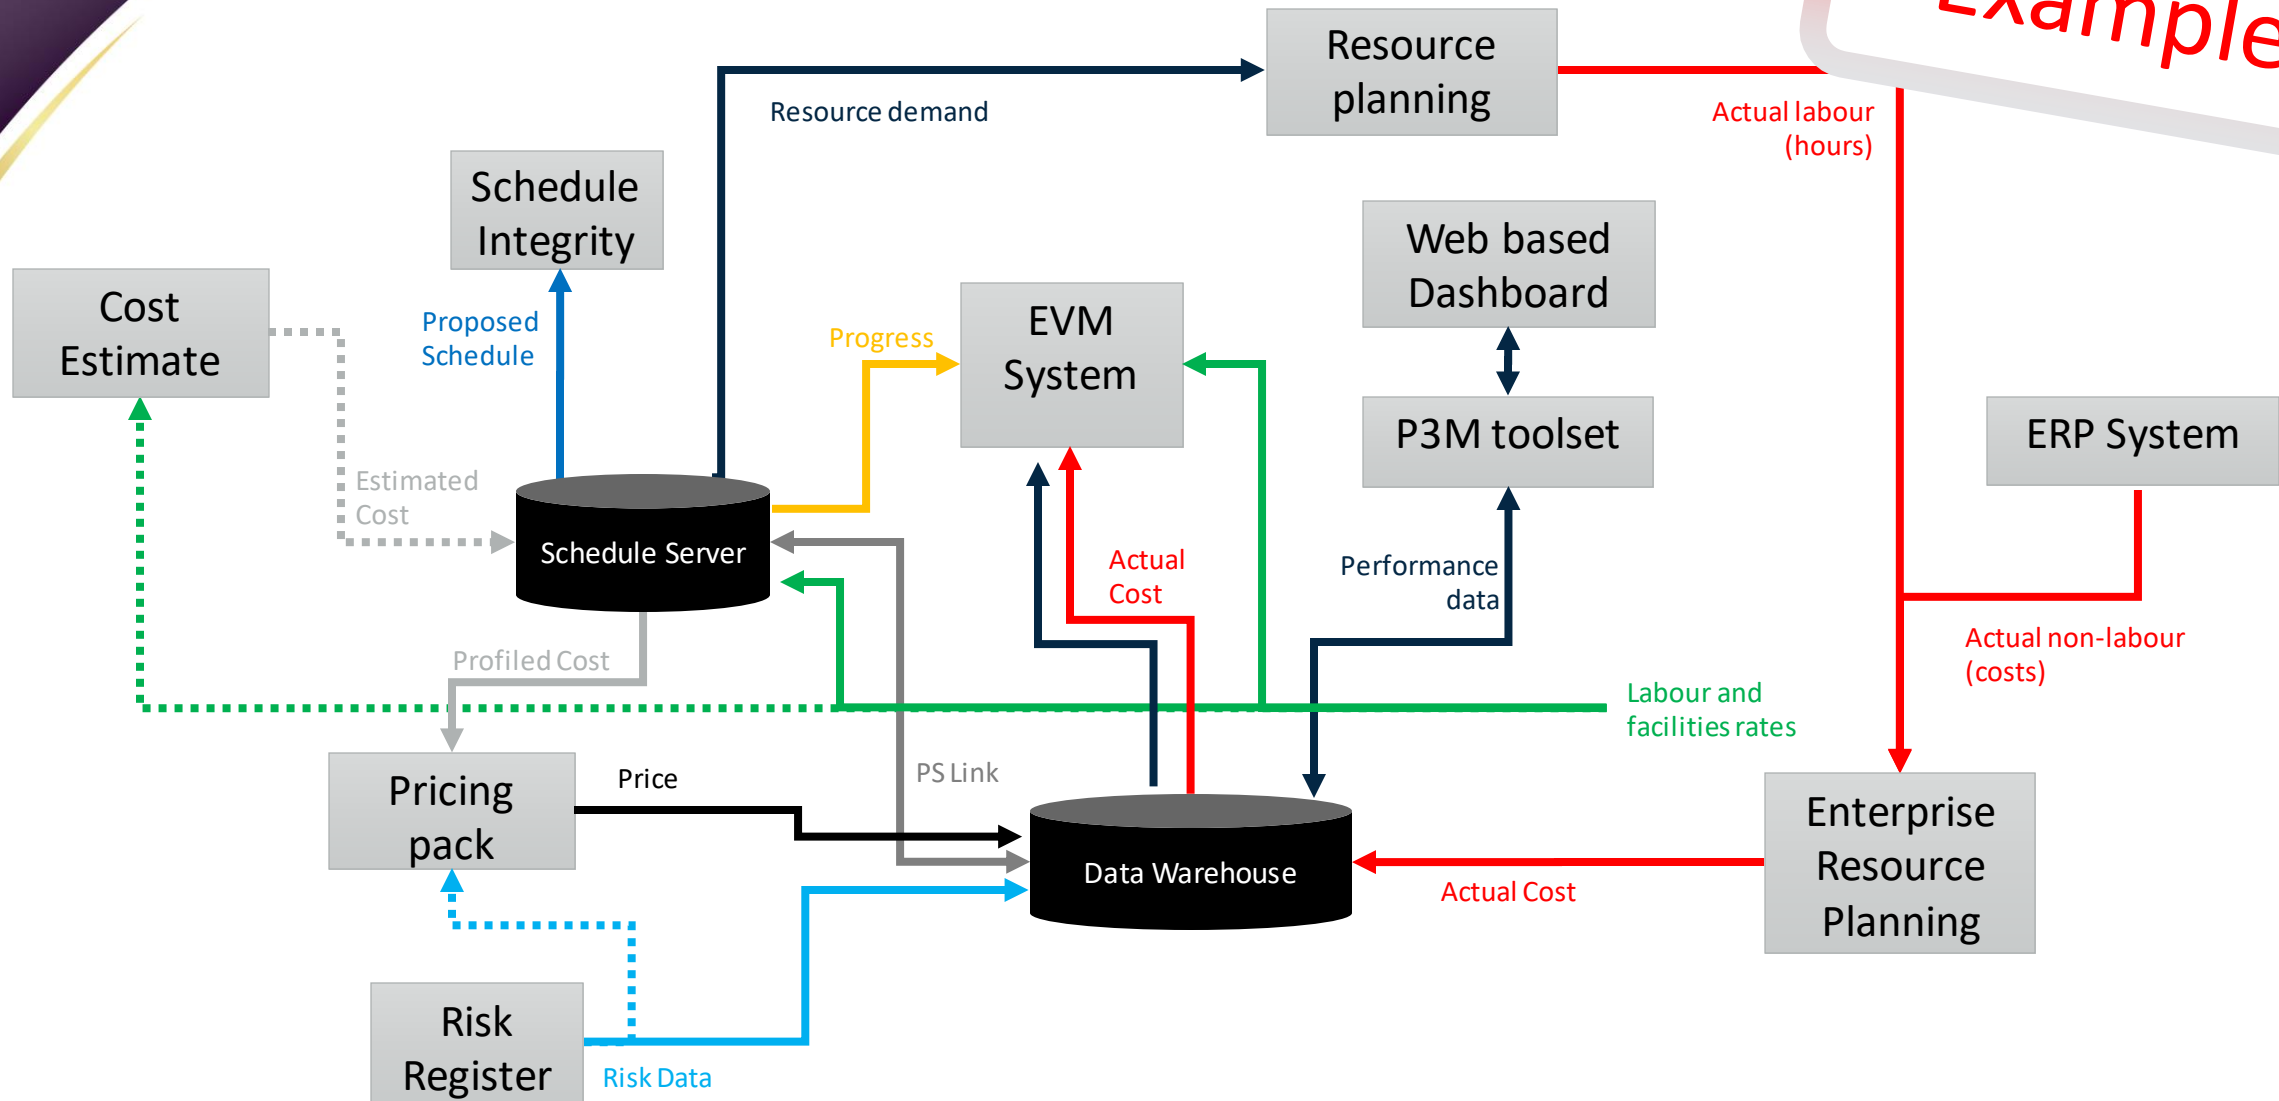 Example
Resource
planning
Resource demand
Actual labour
(hours)
Schedule
Integrity
Web based
Dashboard
Cost
Estimate
Proposed
Schedule
Progress
EVM
System
P3M toolset
ERP System
Estimated
Cost
Schedule Server
Actual
Cost
Performance
data
Actual non-labour
(costs)
Profiled Cost
Labour and
facilities rates
Pricing
pack
Price
PS Link
Enterprise
Resource
Planning
Data Warehouse
Actual Cost
Risk
Register
Risk Data